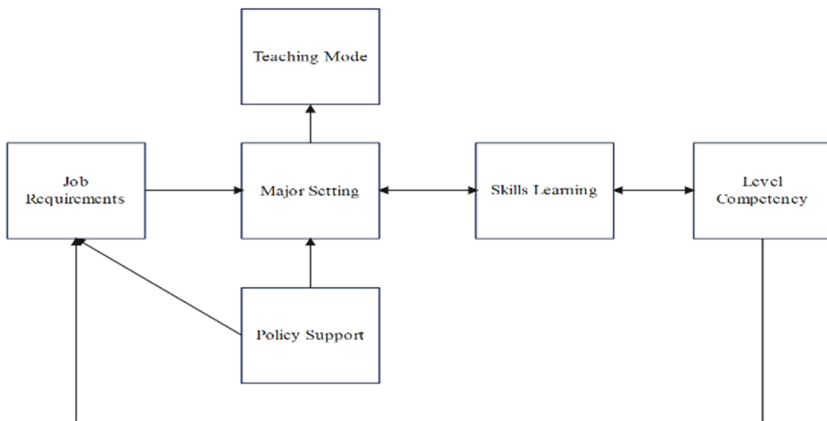 Teaching Mode
Job
Requirements
Major Setting
Skills Learning
Level
Competency
Policy Support